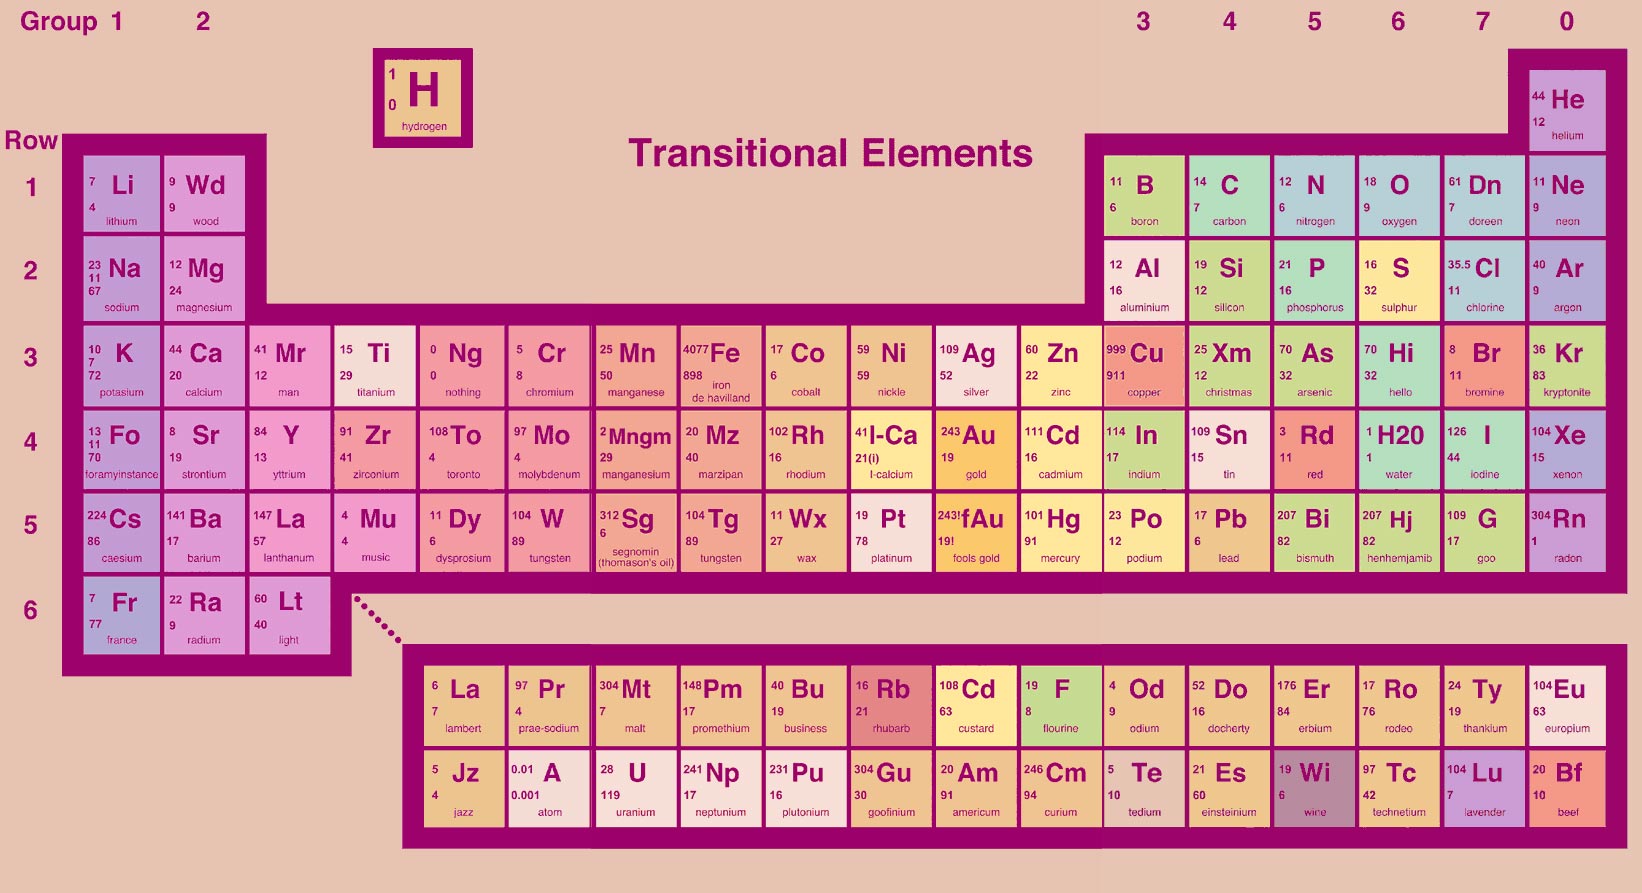 Group 1 2 3 4 5 6 7 0
1 H
0
hydrogen
44 He
12
helium
Row
Transitional Elements
1
7 Li
4
lithium
9 Wd
9
wood
11 B
6
boron
14 C
7
carbon
12 N
6
nitrogen
18 O
9
oxygen
61 Dn
7
doreen
11 Ne
9
neon
2
23 Na
11
67
sodium
12 Mg
24
magnesium
12 Al
16
aluminium
19 Si
12
silicon
21 P
16
phosphorus
16 S
32
sulphur
35.5 Cl
11
chlorine
40 Ar
9
argon
3
10 K
7
72
potasium
44 Ca
20
calcium
41 Mr
12
man
15 Ti
29
titanium
0 Ng
0
nothing
5 Cr
8
chromium
25 Mn
50
manganese
4077 Fe
898
iron
de havilland
17 Co
6
cobalt
59 Ni
59
nickle
109 Ag
52
silver
60 Zn
22
zinc
999 Cu
911
copper
25 Xm
12
christmas
70 As
32
arsenic
70 Hi
32
hello
8 Br
11
bromine
36 Kr
83
kryptonite
4
13 Fo
11
70
foramyinstance
8 Sr
19
strontium
84 Y
13
yttrium
91 Zr
41
zirconium
108 To
4
toronto
97 Mo
4
molybdenum
2 Mngm
29
manganesium
20 Mz
40
marzipan
102 Rh
16
rhodium
41 I-Ca
21(i)
I-calcium
243 Au
19
gold
111 Cd
16
cadmium
114 In
17
indium
109 Sn
15
tin
3 Rd
11
red
1 H20
1
water
126 I
44
iodine
104 Xe
15
xenon
5
224 Cs
86
caesium
141 Ba
17
barium
147 La
57
lanthanum
4 Mu
4
music
11 Dy
6
dysprosium
104 W
89
tungsten
312 Sg
6
segnomin
(thomason's oil)
104 Tg
89
tungsten
11 Wx
27
wax
19 Pt
78
platinum
243! fAu
19!
fools gold
101 Hg
91
mercury
23 Po
12
podium
17 Pb
6
lead
207 Bi
82
bismuth
207 Hj
82
henhemjamib
109 G
17
goo
304 Rn
1
radon
6
7 Fr
77
france
22 Ra
9
radium
60 Lt
40
light
6 La
7
lambert
97 Pr
4
prae-sodium
304 Mt
7
malt
148 Pm
17
promethium
40 Bu
19
business
16 Rb
21
rhubarb
108 Cd
63
custard
19 F
8
flourine
4 Od
9
odium
52 Do
16
docherty
176 Er
84
erbium
17 Ro
76
rodeo
24 Ty
19
thankium
104 Eu
63
europium
5 Jz
4
jazz
0.01 A
0.001
atom
28 U
119
uranium
241 Np
17
neptunium
231 Pu
16
plutonium
304 Gu
30
goofinium
20 Am
91
americum
246 Cm
94
curium
5 Te
10
tedium
21 Es
60
einsteinium
19 Wi
6
wine
97 Tc
42
technetium
104 Lu
7
lavender
20 Bf
10
beef